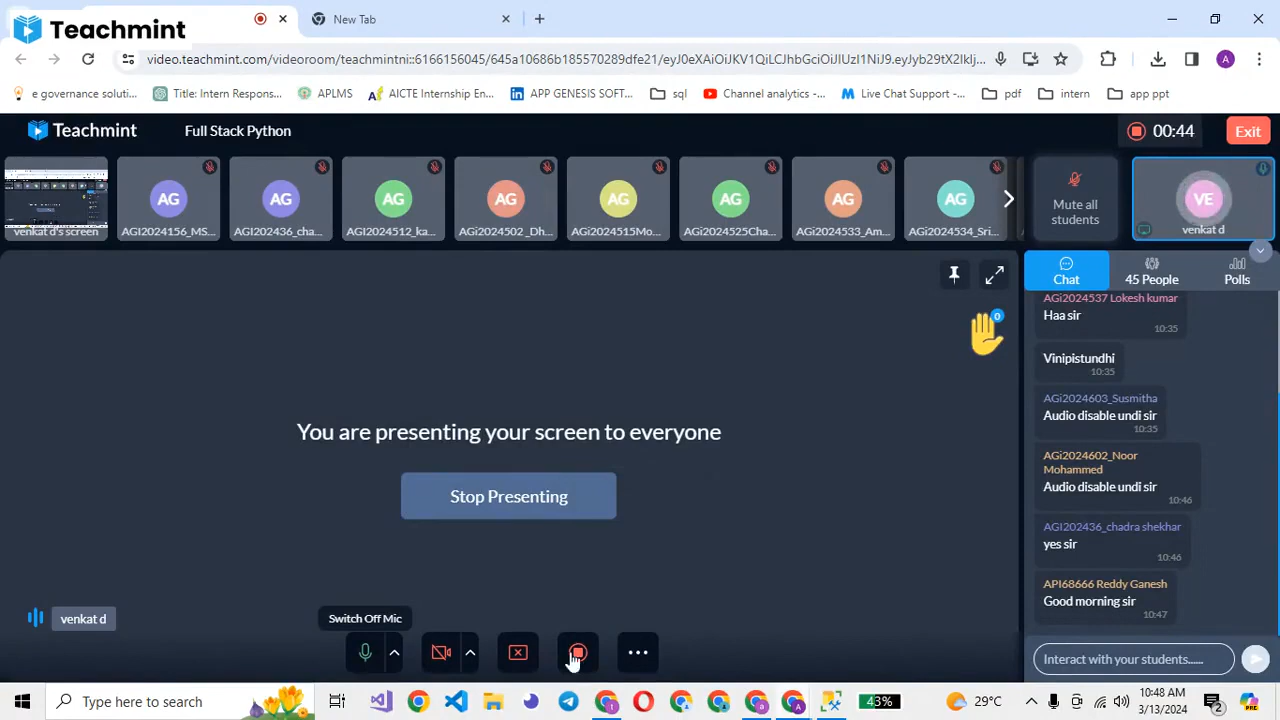 Teachmint
New Tab
video.teachmint.com/videoroom/teachmintni:6166156045/
e governance soluti...
Title: Intern Respons...
APLMS
AICTE Internship En...
APP GENESIS SOFT...
sql
Channel analytics -...
Live Chat Support -...
pdf
intern
app ppt
Teachmint
Full Stack Python
00:44
Exit
venkat d's screen
AG
AGI2024156_MS...
AG
AGI202436_cha...
AG
AGI2024512_ka...
AG
AGI2024502_Dh...
AG
AGI2024515Mo...
AG
AGI2024525Cha...
AG
AGI2024533_Am...
AG
AGI2024534_Sri...
Mute all
students
VE
venkat d
Chat
45 People
Polls
0
AGi2024537 Lokesh kumar
Haa sir
10:35
Vinipistundhi
10:35
AGi2024603_Susmitha
Audio disable undi sir
10:35
AGi2024602_Noor
Mohammed
Audio disable undi sir
10:46
AGI202436_chadra shekhar
yes sir
10:46
API68666 Reddy Ganesh
Good morning sir
10:47
You are presenting your screen to everyone
Stop Presenting
venkat d
Switch Off Mic
Interact with your students......
Type here to search
43%
29°C
10:48 AM
3/13/2024
2